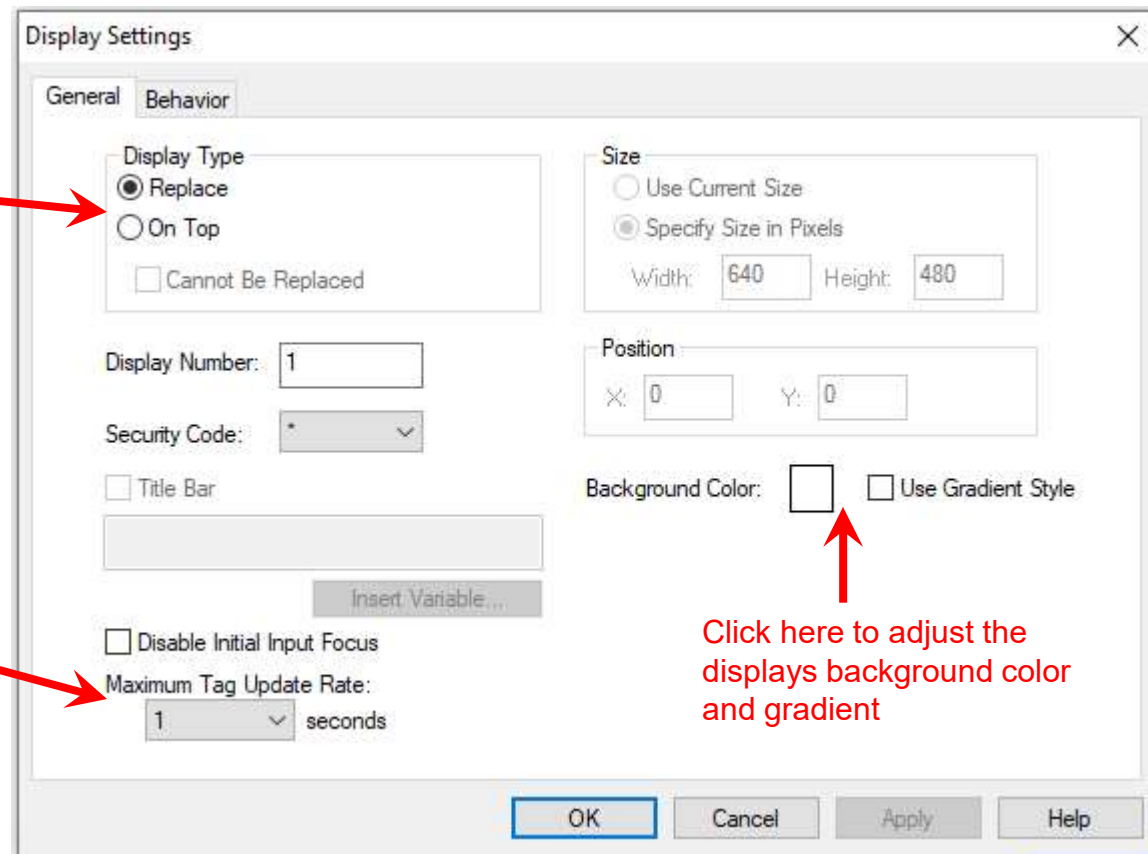 Display Settings
General Behavior
Display Type
Replace
On Top
Cannot Be Replaced
Size
Use Current Size
Specify Size in Pixels
Width: 640 Height: 480
Display Number: 1
Position
X: 0 Y: 0
Security Code: *
Title Bar
Background Color: Use Gradient Style
Insert Variable...
Disable Initial Input Focus
Maximum Tag Update Rate:
1 seconds
Click here to adjust the
displays background color
and gradient
OK Cancel Apply Help